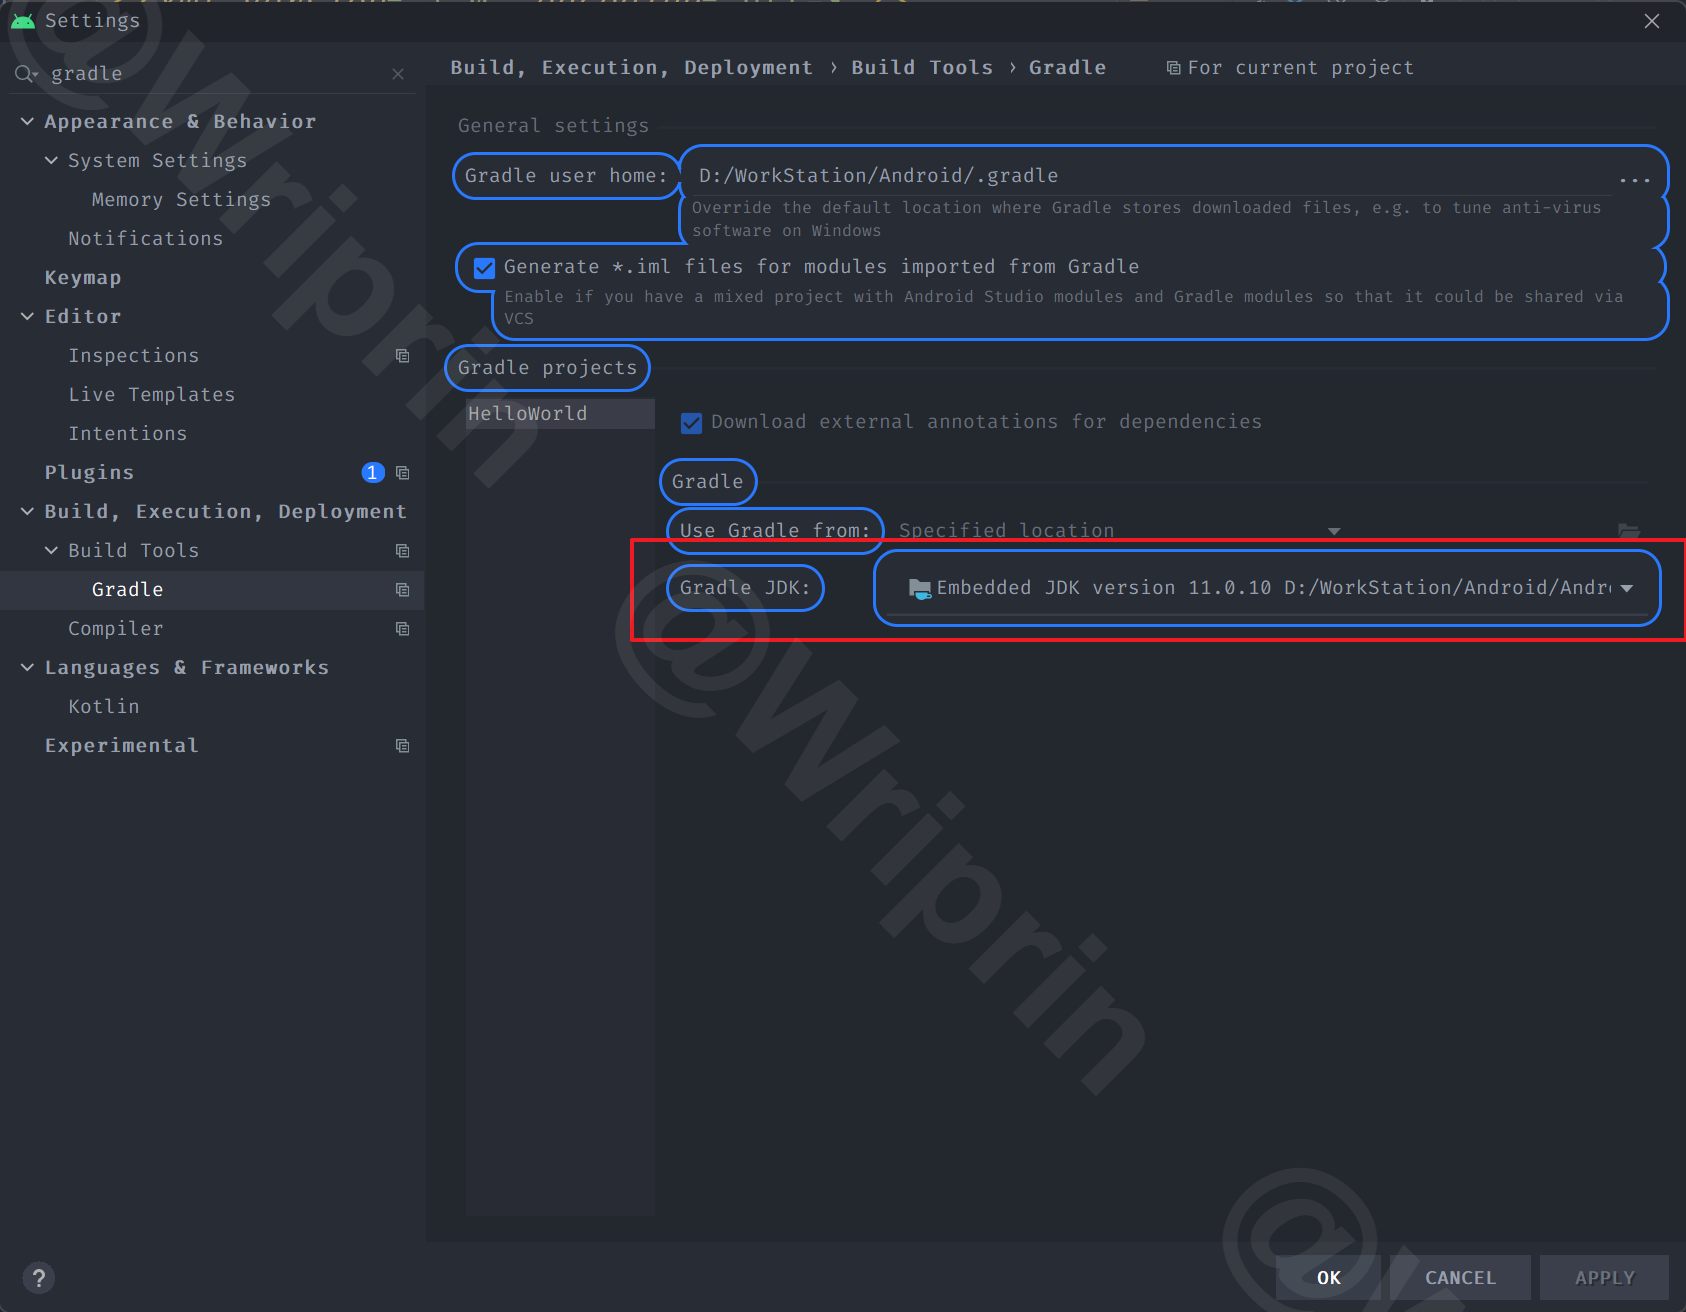 Settings
gradle
Build, Execution, Deployment › Build Tools › Gradle
For current project
Appearance & Behavior
System Settings
Memory Settings
Notifications
Keymap
Editor
Inspections
Live Templates
Intentions
Plugins
1
Build, Execution, Deployment
Build Tools
Gradle
Compiler
Languages & Frameworks
Kotlin
Experimental
General settings
Gradle user home:
D:/WorkStation/Android/.gradle
...
Override the default location where Gradle stores downloaded files, e.g. to tune anti-virus
software on Windows
Generate *.iml files for modules imported from Gradle
Enable if you have a mixed project with Android Studio modules and Gradle modules so that it could be shared via
VCS
Gradle projects
HelloWorld
Download external annotations for dependencies
Gradle
Use Gradle from:
Specified location
Gradle JDK:
Embedded JDK version 11.0.10 D:/WorkStation/Android/Andr
?
OK
CANCEL
APPLY
@Wriprin
@Wriprin
@W